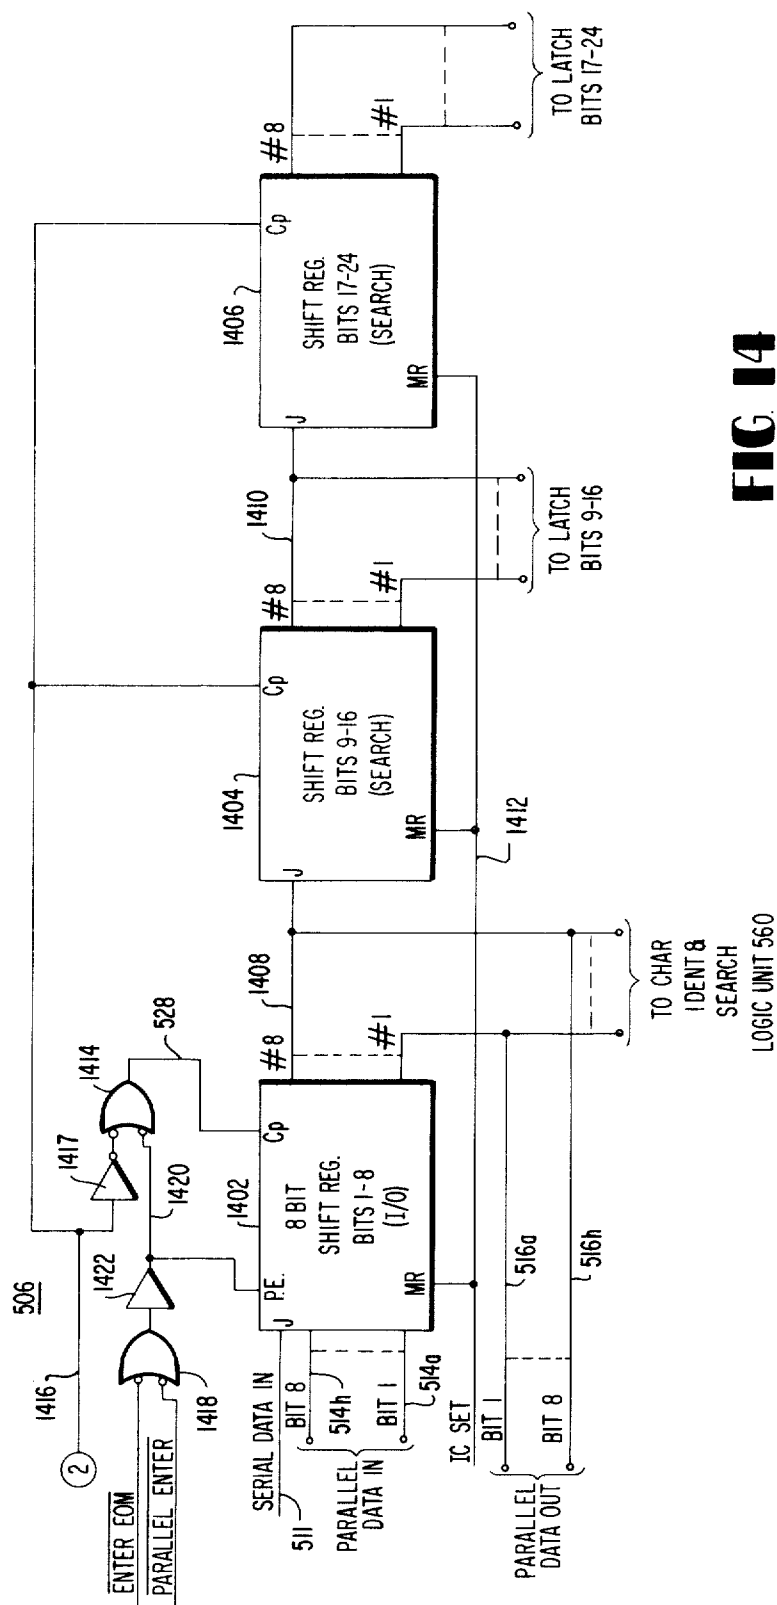 506
1416
2
1417
1414
528
1422
1420
1418
ENTER EOM
PARALLEL ENTER
SERIAL DATA IN
511
BIT 8
514h
BIT 1
514a
PARALLEL
DATA IN
IC SET
BIT 1
BIT 8
PARALLEL
DATA OUT
516a
516h
1402
P.E.
J
Cp
8 BIT
SHIFT REG.
BITS 1-8
(I/O)
MR
#8
#1
1408
TO CHAR
IDENT &
SEARCH
LOGIC UNIT 560
1404
J
Cp
SHIFT REG.
BITS 9-16
(SEARCH)
MR
1412
#8
#1
1410
TO LATCH
BITS 9-16
1406
J
Cp
SHIFT REG.
BITS 17-24
(SEARCH)
MR
#8
#1
TO LATCH
BITS 17-24
FIG. 14